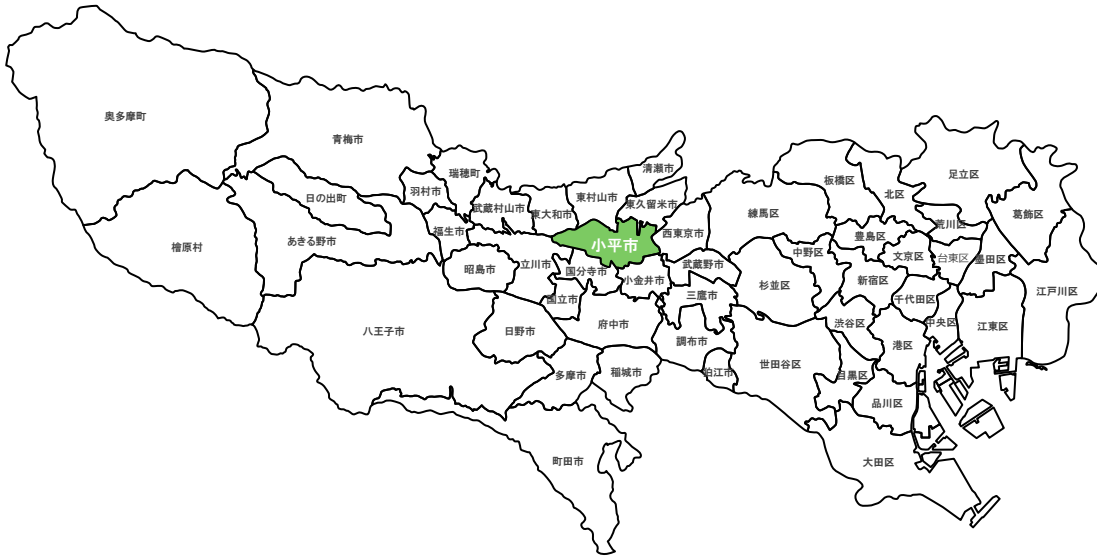 奥多摩町
青梅市
瑞穂町
清瀬市
板橋区
足立区
羽村市
日の出町
武蔵村山市
東大和市
東村山市
東久留米市
練馬区
北区
葛飾区
檜原村
あきる野市
福生市
小平市
西東京市
豊島区
荒川区
昭島市
立川市
国分寺市
小金井市
武蔵野市
中野区
文京区
台東区
墨田区
江戸川区
国立市
三鷹市
杉並区
新宿区
千代田区
八王子市
日野市
府中市
調布市
渋谷区
中央区
江東区
港区
多摩市
稲城市
狛江市
世田谷区
目黒区
品川区
町田市
大田区